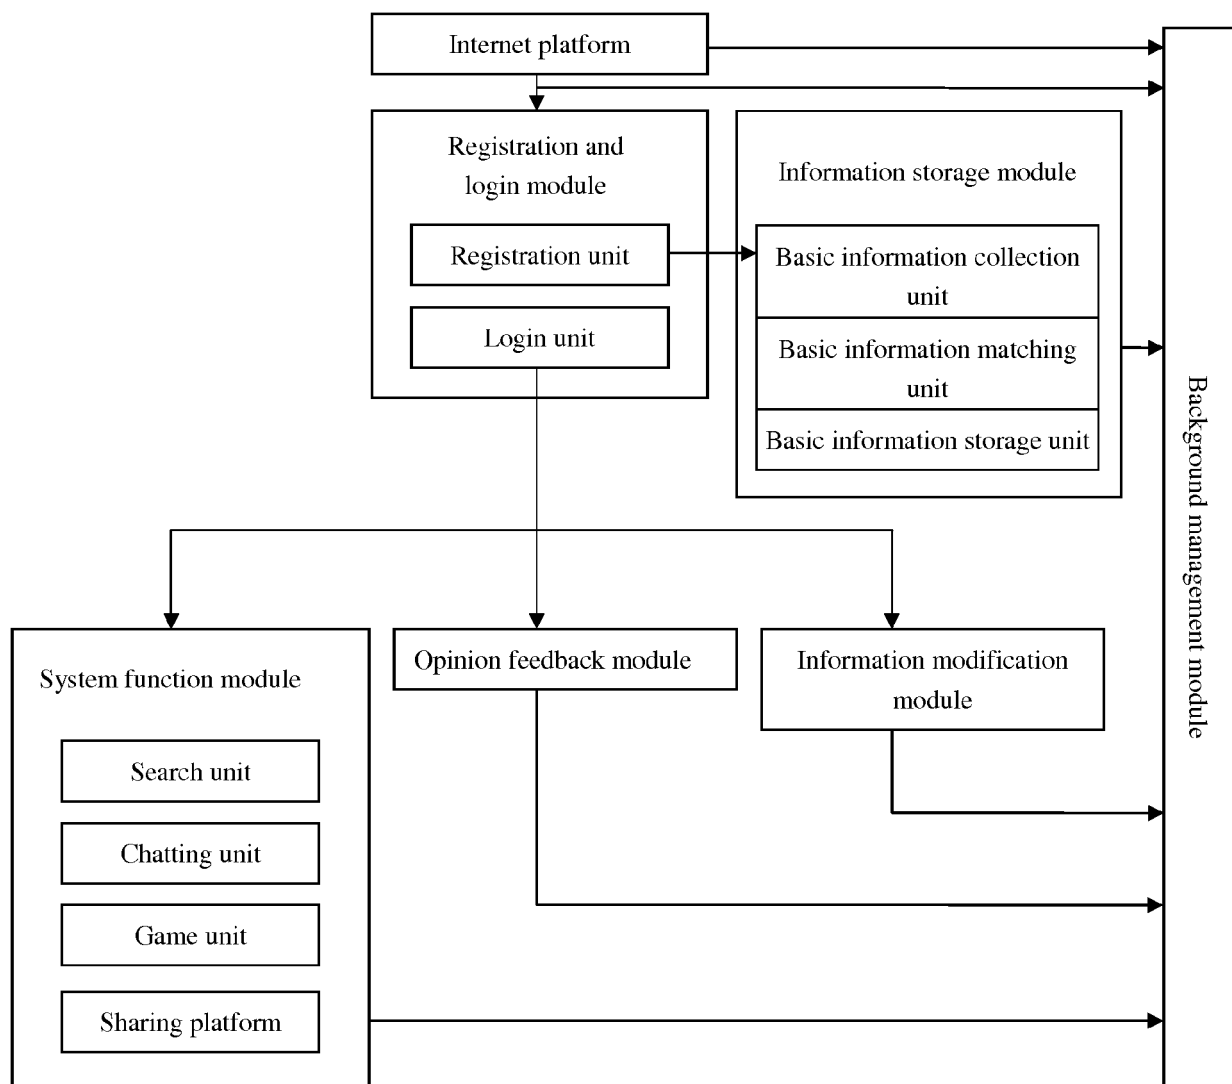 Internet platform
Registration and
login module
Registration unit
Login unit
Information storage module
Basic information collection
unit
Basic information matching
unit
Basic information storage unit
Background management module
System function module
Search unit
Chatting unit
Game unit
Sharing platform
Opinion feedback module
Information modification
module